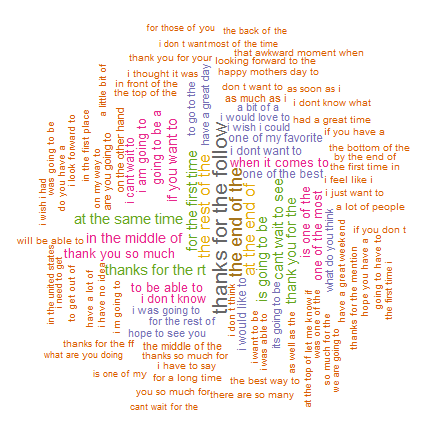 for those of you
the back of the
i don t want
most of the time
that awkward moment when
thank you for your
looking forward to the
i thought it was
happy mothers day to
in front of the
don t want to
as soon as i
the top of the
as much as i
i dont know what
a bit of a
i would love to
had a great time
i wish i could
if you have a
one of my favorite
i dont want to
the bottom of the
by the end of
when it comes to
the first time in
one of the best
i feel like i
i just want to
a lot of people
at the same time
if you don t
will be able to
in the middle of
thank you so much
thanks for the rt
to be able to
i don t know
i was going to
for the rest of
hope to see you
thanks for the ff
the middle of the
what are you doing
thanks so much for
i have to say
is one of my
for a long time
the best way to
you so much for
there are so many
cant wait for the
i wish i had
was going to be
do you have a
i look forward to
in the first place
on my way to
a little bit of
are you going to
on the other hand
i cant wait to
i am going to
going to be a
if you want to
to go to the
for the first time
have a great day
the rest of the
thanks for the follow
the end of the
at the end of
is going to be
cant wait to see
thank you for the
is one of the
one of the most
what do you think
have a great weekend
thanks for the mention
hope you have a
going to have to
the first time i
in the united states
i need to get
to get out of
have a lot of
i have no idea
i m going to
i don t think
i would like to
i want to be
i was able to
its going to be
as well as the
at the top of
let me know if
was one of the
so much for the
we are going to